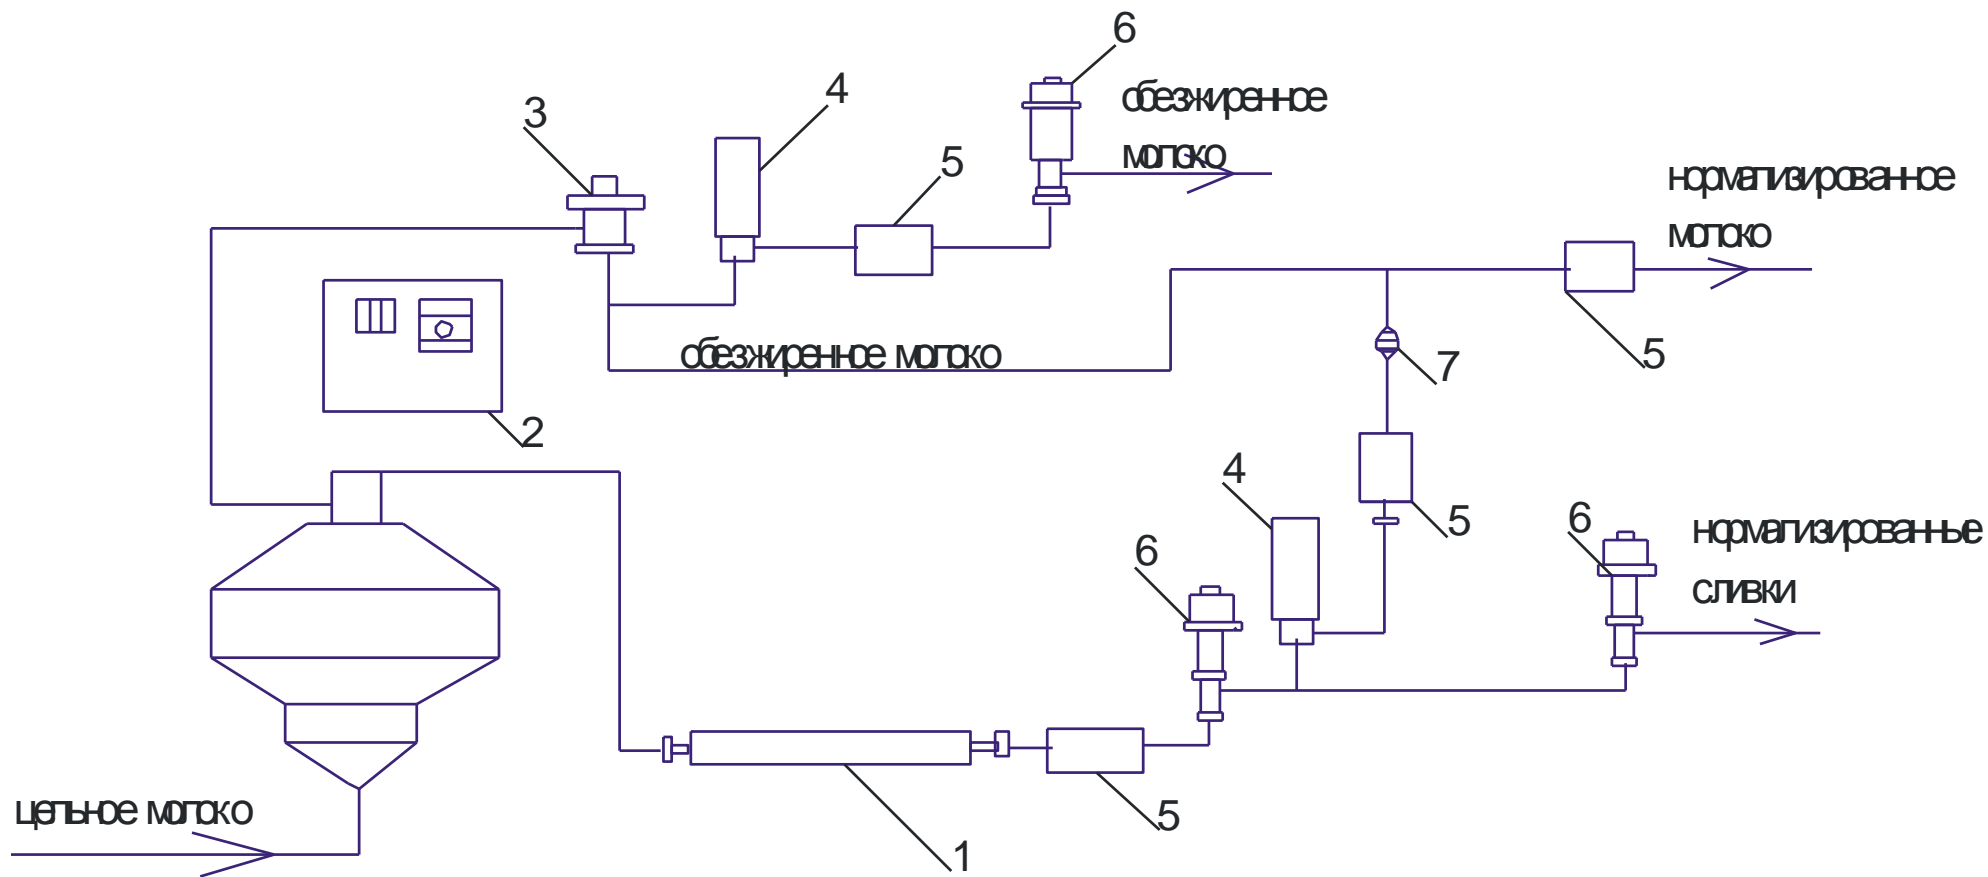 6
обезжиренное
молоко
4
3
5
нормализированное
молоко
обезжиренное молоко
5
7
2
4
5
6
6
нормализированные
сливки
цельное молоко
5
1